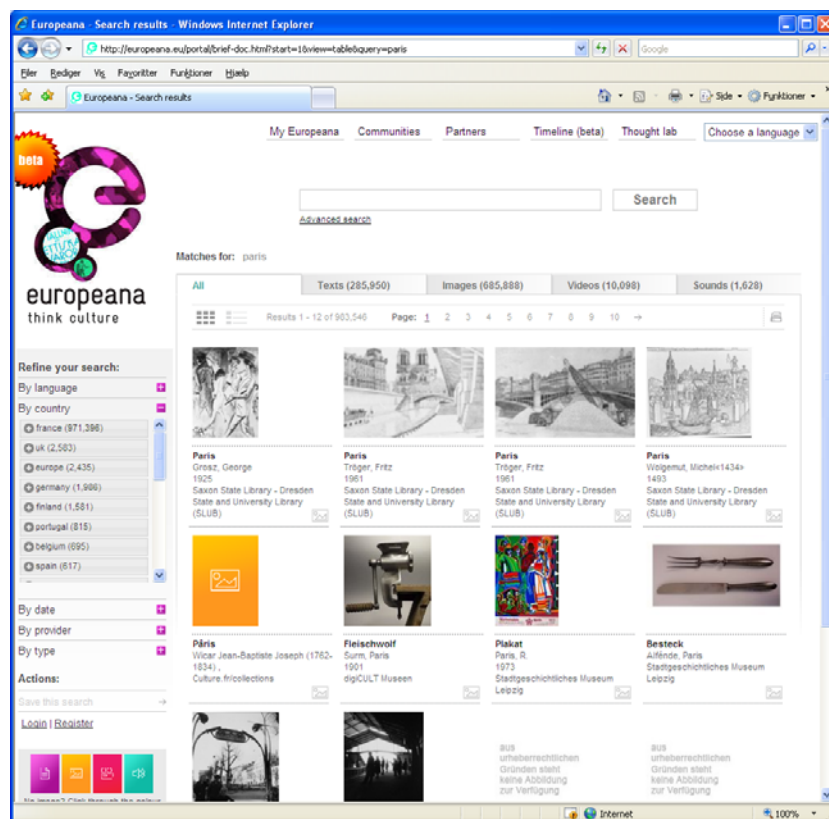 Europeana - Search results - Windows Internet Explorer
http://europeana.eu/portal/brief-doc.html?start=1&view=table&query=paris
Google
Filer Rediger Vis Favoritter Funktioner Hjælp
Europeana - Search results
Side Funktioner
My Europeana Communities Partners Timeline (beta) Thought lab Choose a language
beta
Search
Advanced search
Matches for: paris
europeana
think culture
All Texts (285,950) Images (685,888) Videos (10,098) Sounds (1,628)
Results 1 - 12 of 983,546 Page: 1 2 3 4 5 6 7 8 9 10
Refine your search:
By language
By country
france (971,396)
uk (2,583)
europe (2,435)
germany (1,986)
finland (1,581)
portugal (815)
belgium (695)
spain (617)
By date
By provider
By type
Actions:
Save this search
Login | Register
Paris
Grosz, George
1925
Saxon State Library - Dresden
State and University Library
(SLUB)
Paris
Tröger, Fritz
1961
Saxon State Library - Dresden
State and University Library
(SLUB)
Paris
Tröger, Fritz
1961
Saxon State Library - Dresden
State and University Library
(SLUB)
Paris
Wolgemut, Michel<1434>
1493
Saxon State Library - Dresden
State and University Library
(SLUB)
Pâris
Wicar Jean-Baptiste Joseph (1762-
1834) ,
Culture.fr/collections
Fleischwolf
Surm, Paris
1901
digiCULT Museen
Plakat
Paris, R.
1973
Stadtgeschichtliches Museum
Leipzig
Besteck
Alfénde, Paris
Stadtgeschichtliches Museum
Leipzig
aus
urheberrechtlichen
Gründen steht
keine Abbildung
zur Verfügung
aus
urheberrechtlichen
Gründen steht
keine Abbildung
zur Verfügung
Internet 100%